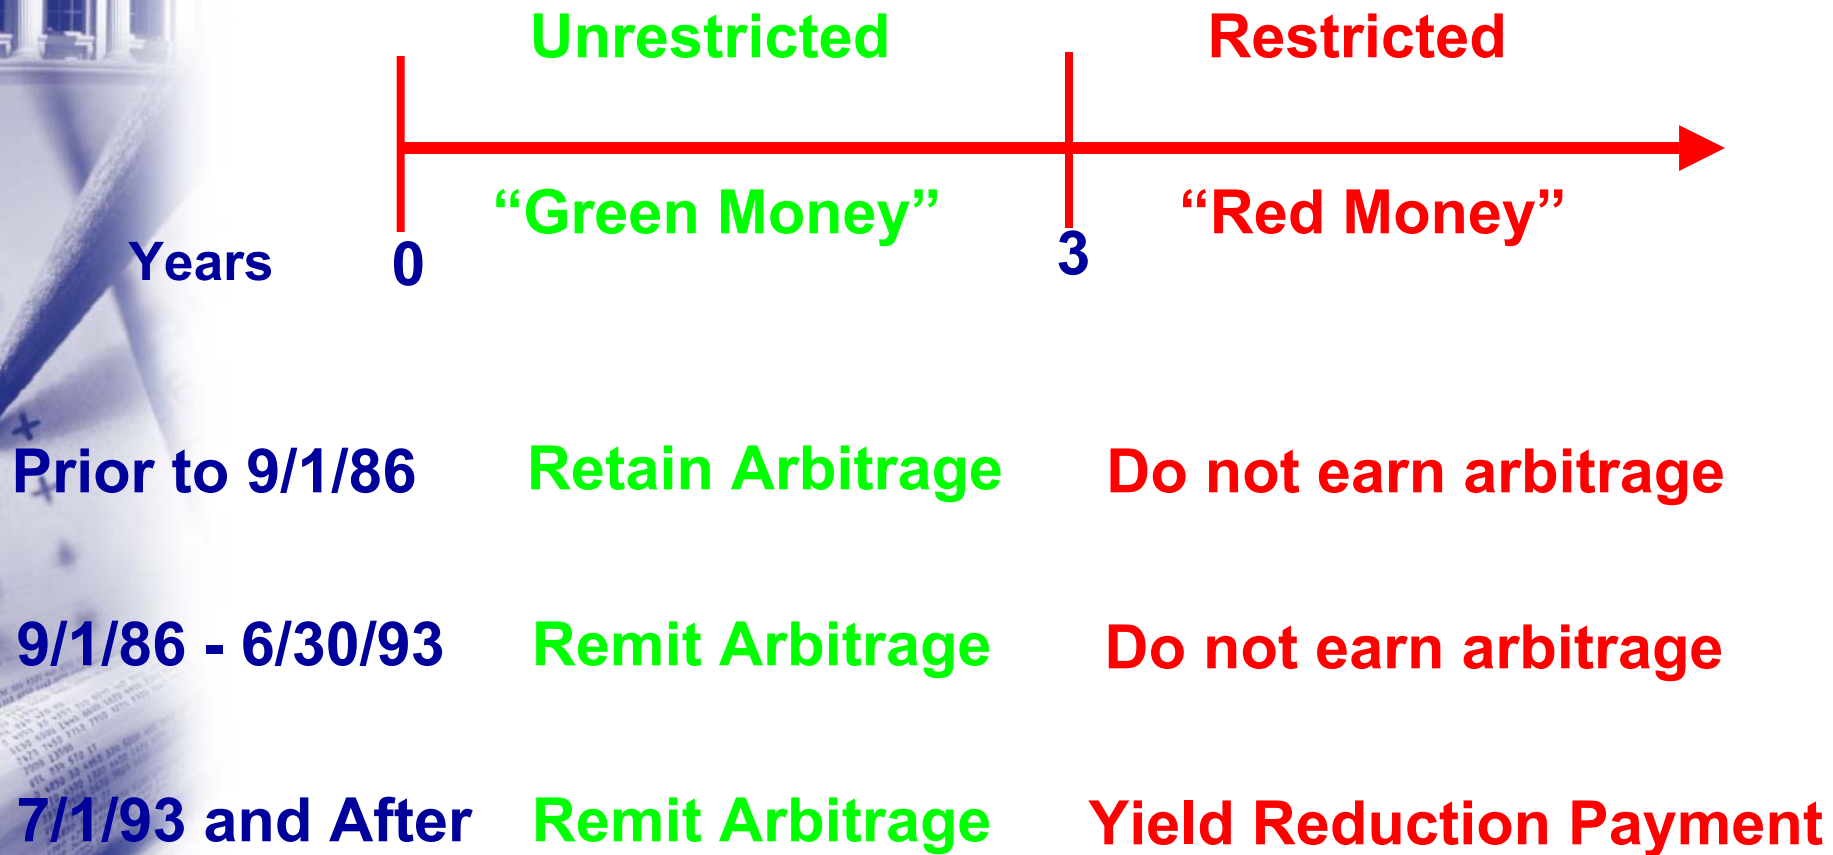 Unrestricted Restricted
“Green Money” “Red Money”
Years 0 3
Prior to 9/1/86 Retain Arbitrage Do not earn arbitrage
9/1/86 - 6/30/93 Remit Arbitrage Do not earn arbitrage
7/1/93 and After Remit Arbitrage Yield Reduction Payment